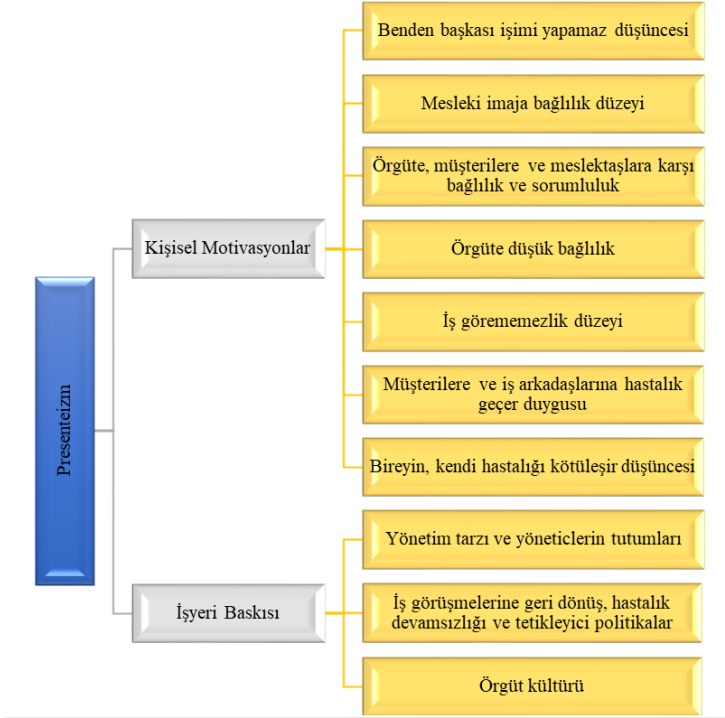 Presenteizm
Kişisel Motivasyonlar
Benden başkası işimi yapamaz düşüncesi
Mesleki imaja bağlılık düzeyi
Örgüte, müşterilere ve meslektaşlara karşı
bağlılık ve sorumluluk
Örgüte düşük bağlılık
İş görememezlik düzeyi
Müşterilere ve iş arkadaşlarına hastalık
geçer duygusu
Bireyin, kendi hastalığı kötüleşir düşüncesi
İşyeri Baskısı
Yönetim tarzı ve yöneticlerin tutumları
İş görüşmelerine geri dönüş, hastalık
devamsızlığı ve tetikleyici politikalar
Örgüt kültürü